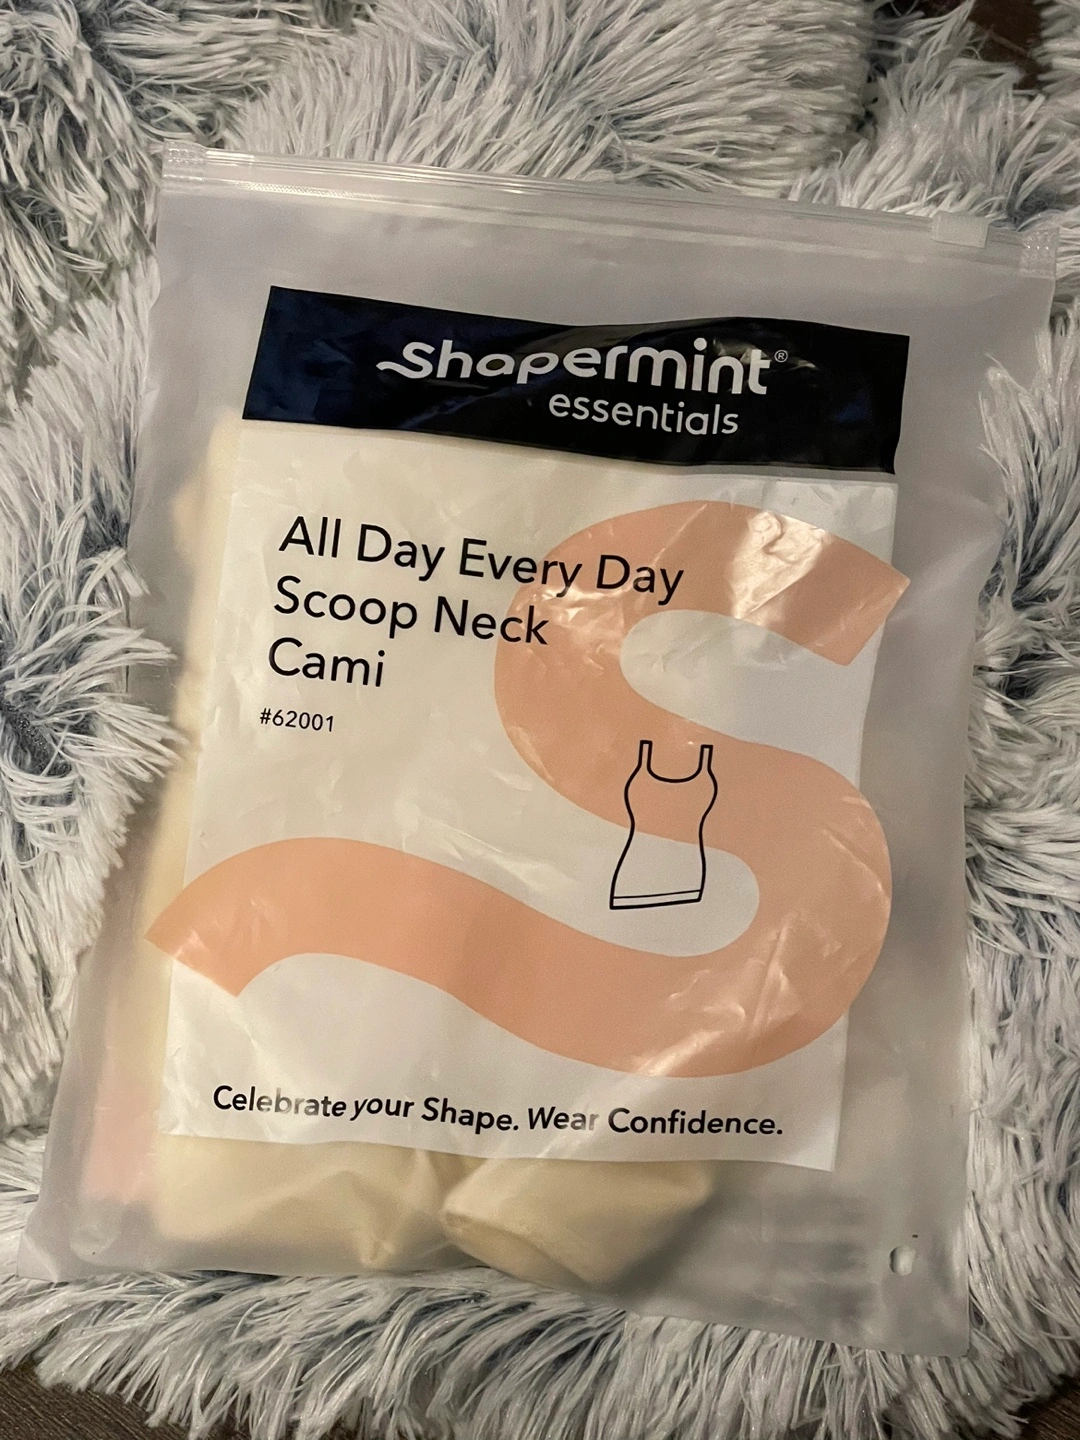 Shapermint®
essentials
All Day Every Day
Scoop Neck
Cami
#62001
Celebrate your Shape. Wear Confidence.